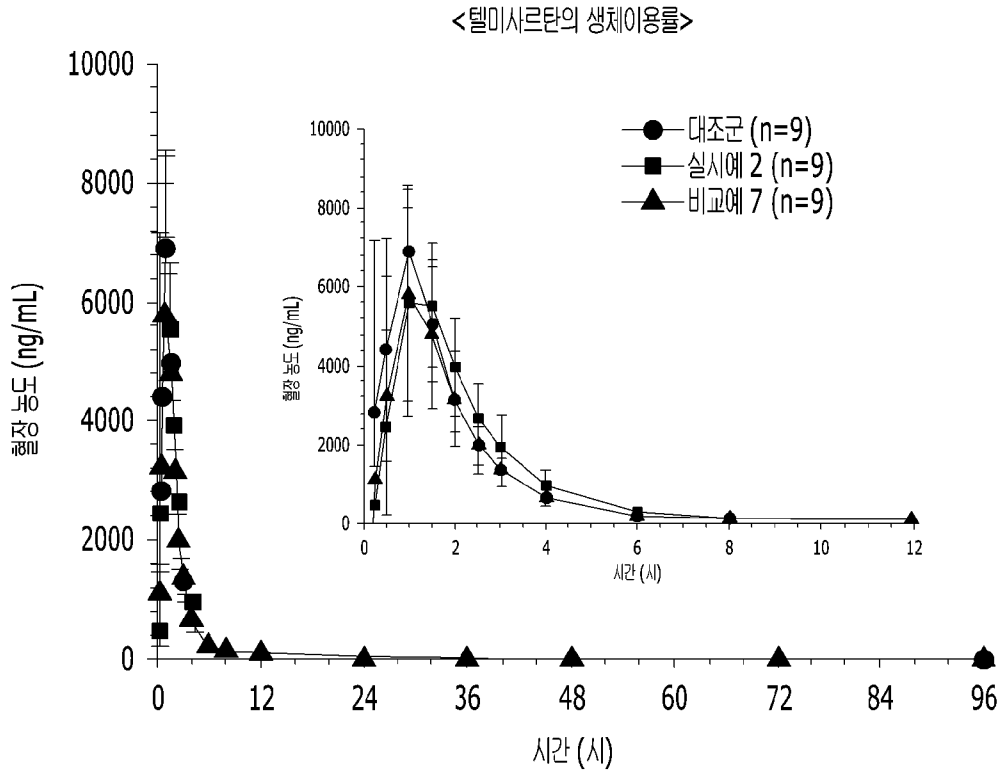 <텔미사르탄의 생체이용률>
대조군 (n=9)
실시예 2 (n=9)
비교예 7 (n=9)
혈장 농도 (ng/mL)
10000
8000
6000
4000
2000
0
0 12 24 36 48 60 72 84 96
시간 (시)
혈장 농도 (ng/mL)
10000
8000
6000
4000
2000
0
0 2 4 6 8 10 12
시간 (시)